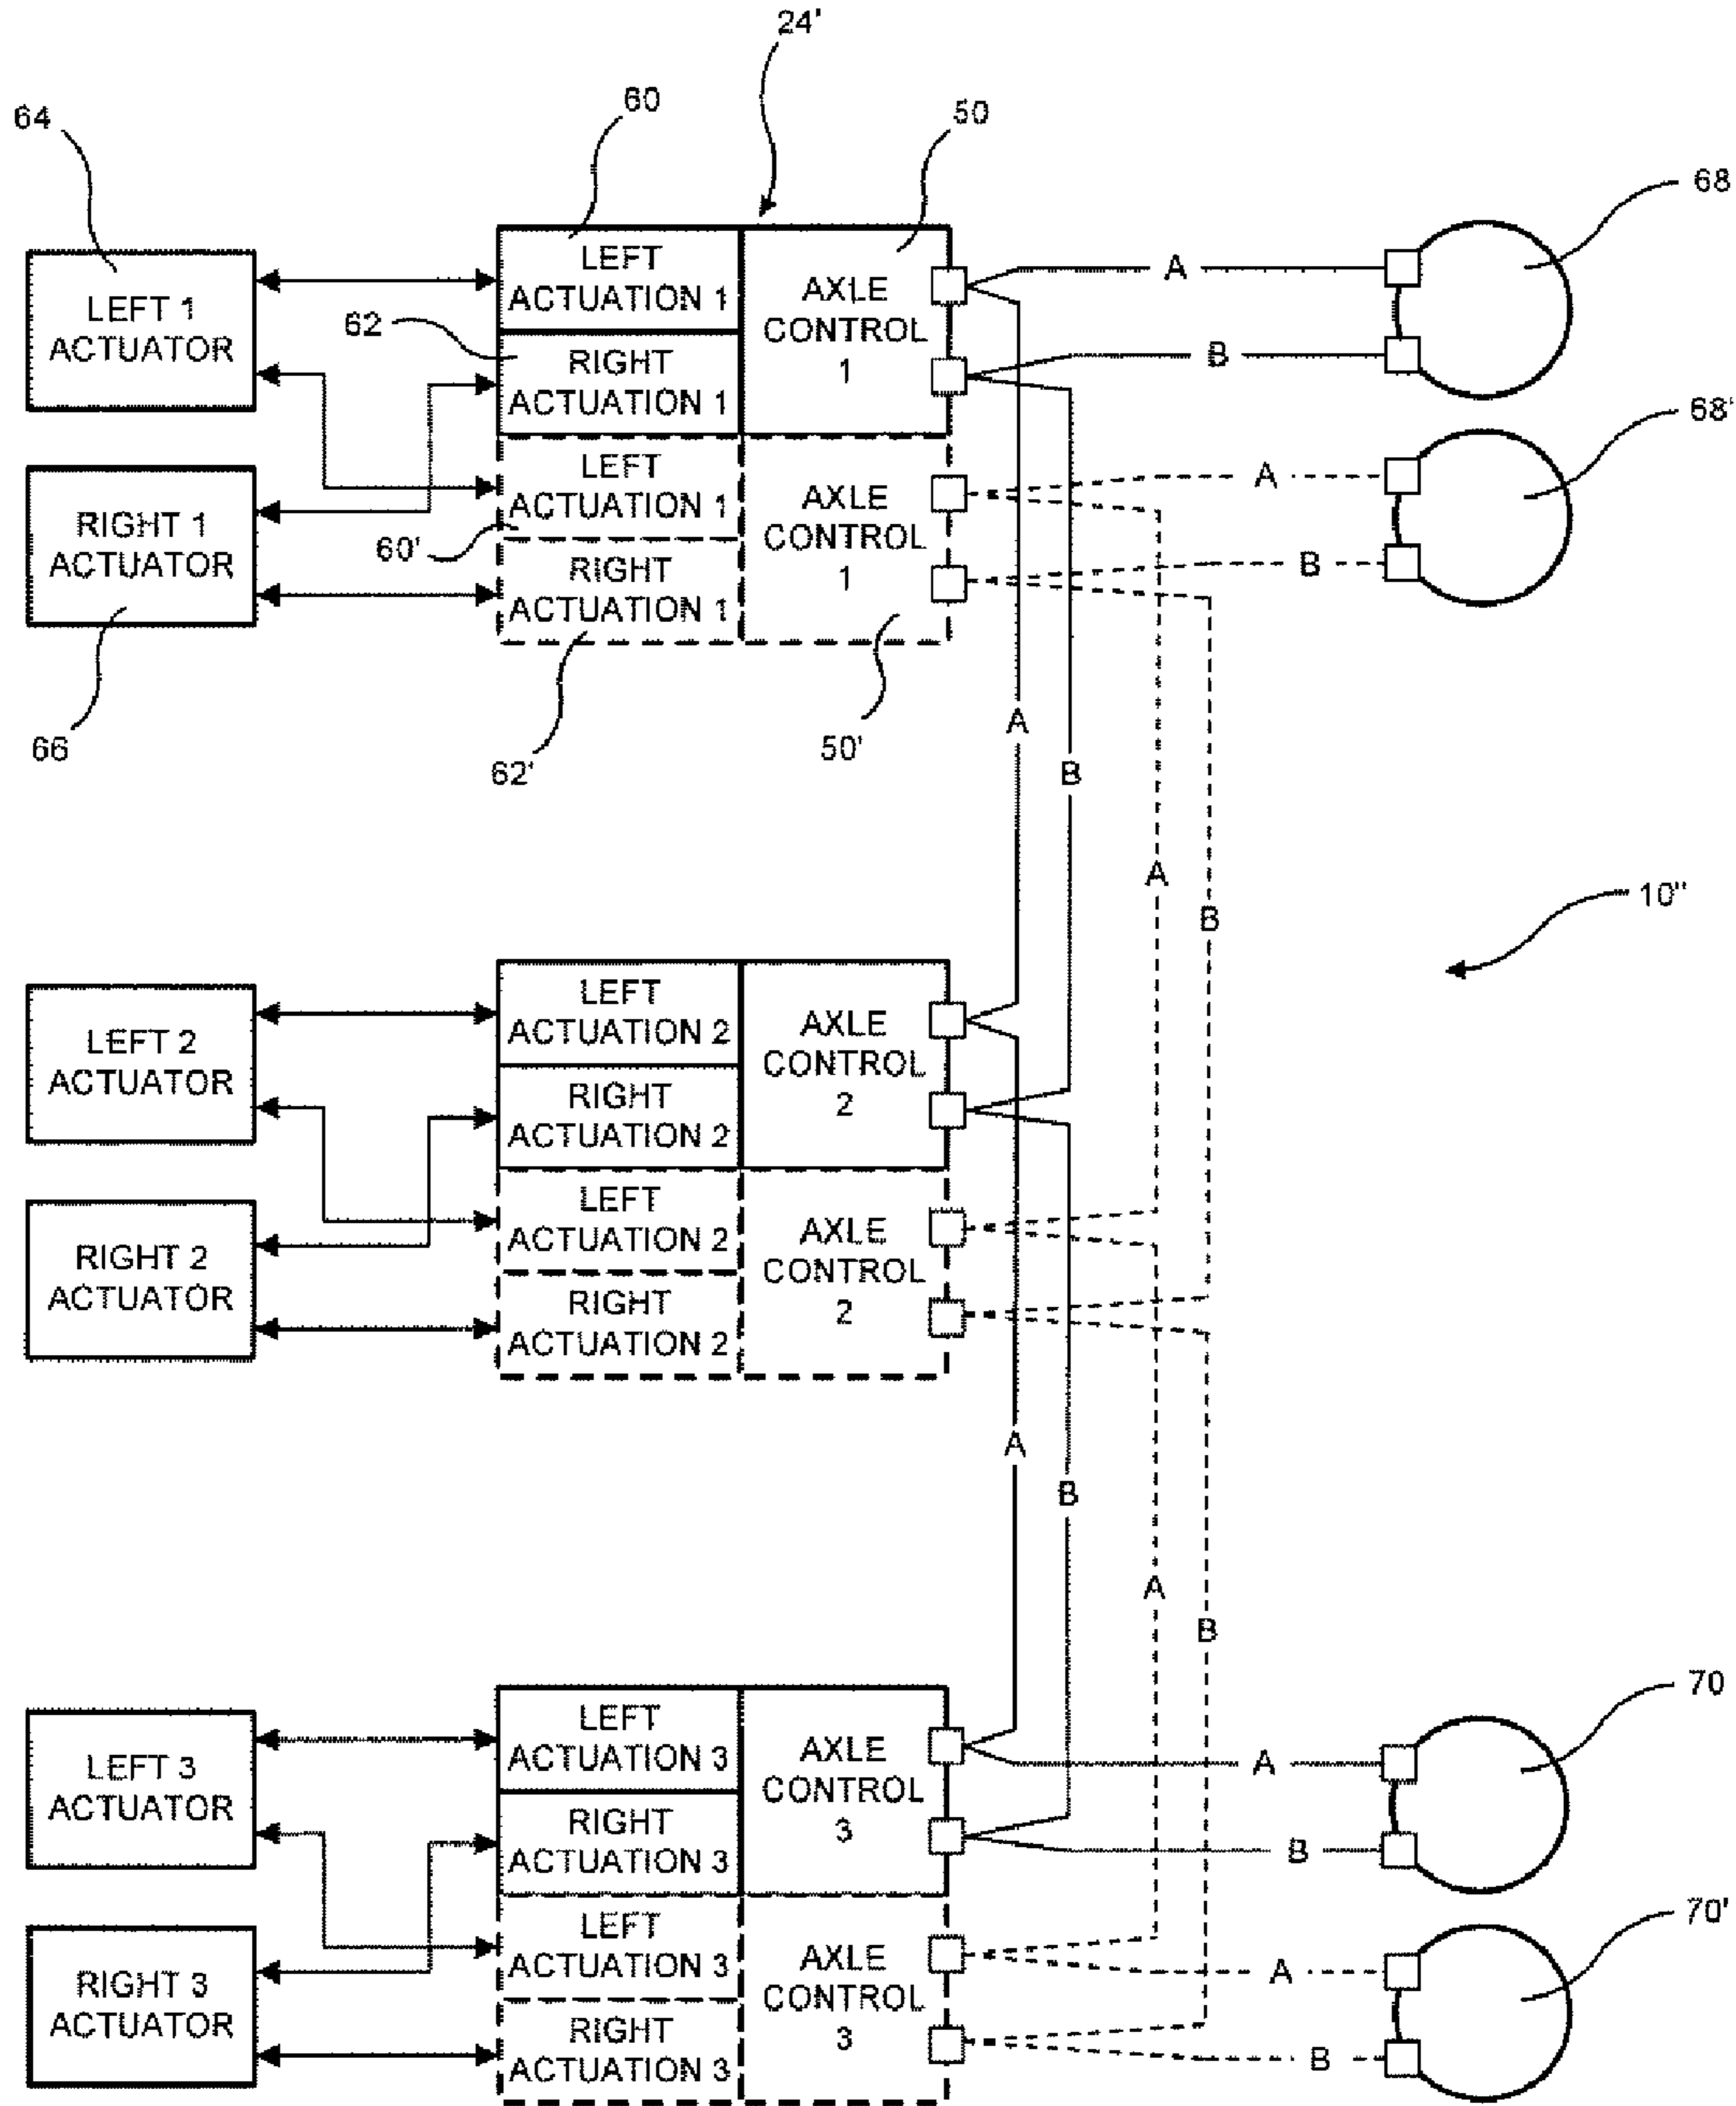 24'
64
60
50
68
LEFT 1
ACTUATOR
LEFT
ACTUATION 1
AXLE
CONTROL
1
A
62
RIGHT
ACTUATION 1
B
68'
RIGHT 1
ACTUATOR
LEFT
ACTUATION 1
60'
AXLE
CONTROL
1
A
RIGHT
ACTUATION 1
B
66
62'
50'
A
B
A
B
10"
LEFT 2
ACTUATOR
LEFT
ACTUATION 2
AXLE
CONTROL
2
RIGHT
ACTUATION 2
RIGHT 2
ACTUATOR
LEFT
ACTUATION 2
AXLE
CONTROL
2
RIGHT
ACTUATION 2
A
B
A
B
70
LEFT 3
ACTUATOR
LEFT
ACTUATION 3
AXLE
CONTROL
3
A
RIGHT
ACTUATION 3
B
70'
RIGHT 3
ACTUATOR
LEFT
ACTUATION 3
AXLE
CONTROL
3
A
RIGHT
ACTUATION 3
B